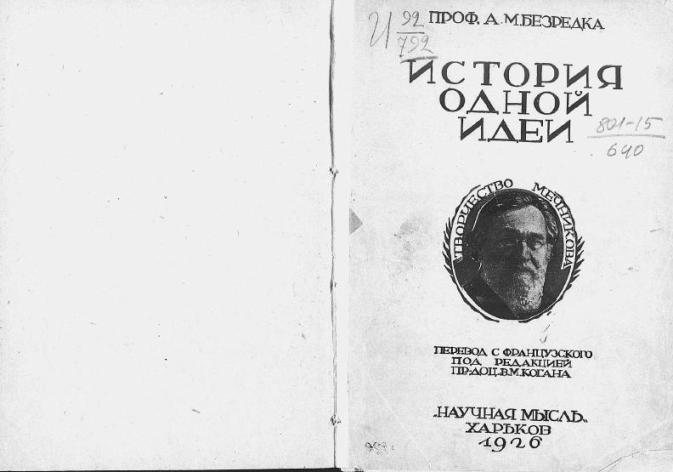 И 92
792
ПРОФ. А. М. БЕЗРЕДКА
ИСТОРИЯ
ОДНОЙ
ИДЕИ
801-15
640
ТВОРЧЕСТВО МЕЧНИКОВА
ПЕРЕВОД С ФРАНЦУЗСКОГО
ПОД РЕДАКЦИЕЙ
ПР.-ДОЦ. В. М. КОГАНА
„НАУЧНАЯ МЫСЛЬ„
ХАРЬКОВ
1926